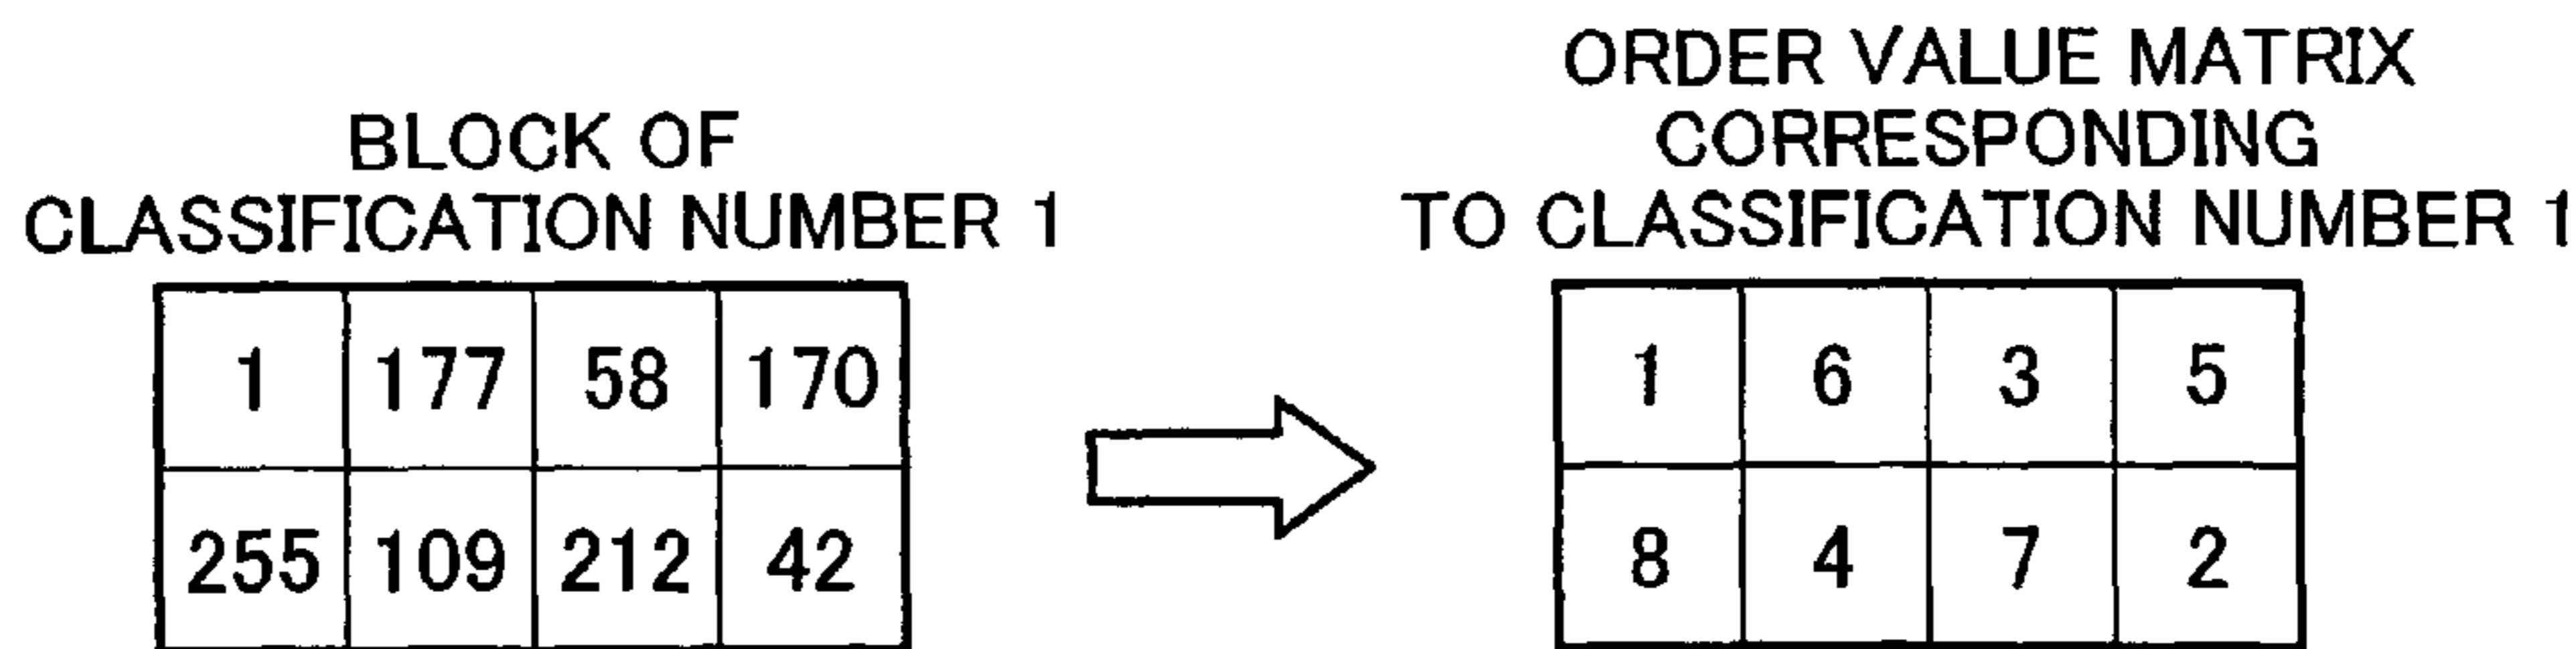 BLOCK OF
CLASSIFICATION NUMBER 1
1 177 58 170
255 109 212 42
ORDER VALUE MATRIX
CORRESPONDING
TO CLASSIFICATION NUMBER 1
1 6 3 5
8 4 7 2